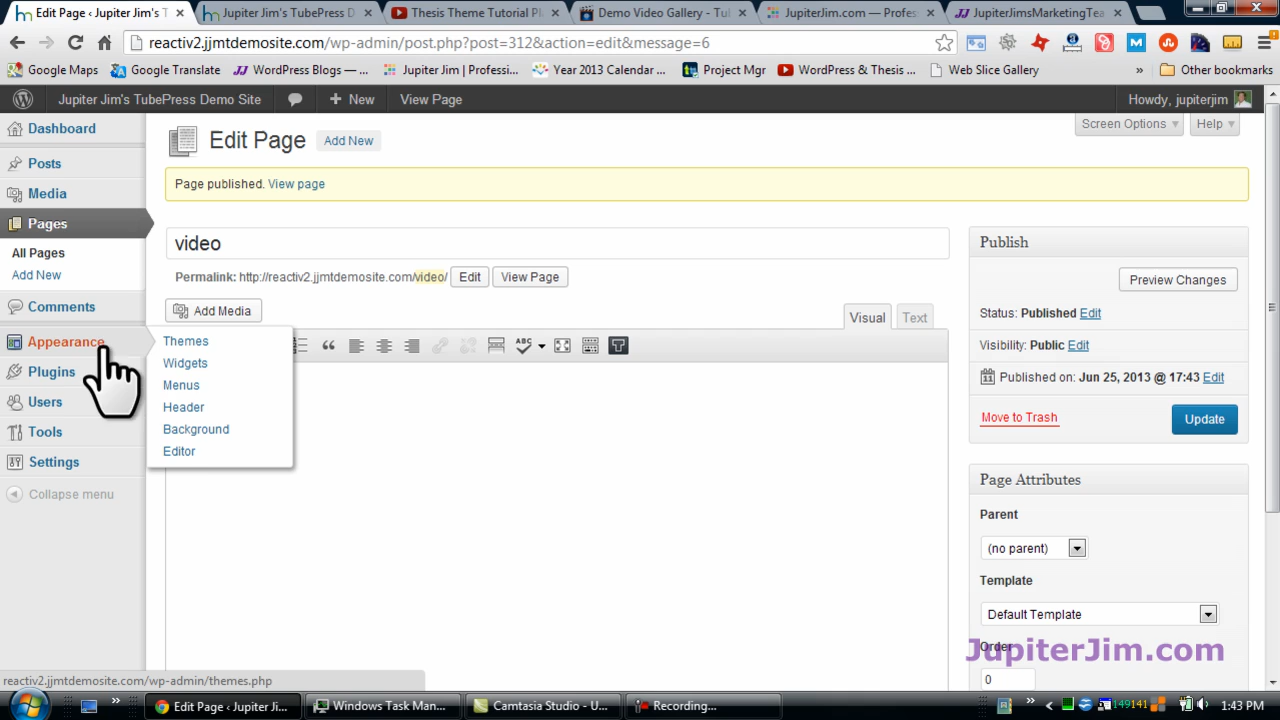 Edit Page ‹ Jupiter Jim's T
Jupiter Jim's TubePress D
Thesis Theme Tutorial Pl
Demo Video Gallery - Tul
JupiterJim.com — Profes
JupiterJimsMarketingTea
reactiv2.jjmtdemosite.com/wp-admin/post.php?post=312&action=edit&message=6
Google Maps
Google Translate
WordPress Blogs — ...
Jupiter Jim | Professi...
Year 2013 Calendar ...
Project Mgr
WordPress & Thesis ...
Web Slice Gallery
»
Other bookmarks
Jupiter Jim's TubePress Demo Site
+ New
View Page
Howdy, jupiterjim
Dashboard
Posts
Media
Pages
All Pages
Add New
Comments
Appearance
Plugins
Users
Tools
Settings
Collapse menu
Themes
Widgets
Menus
Header
Background
Editor
Edit Page
Add New
Screen Options
Help
Page published. View page
video
Permalink: http://reactiv2.jjmtdemosite.com/video/
Edit
View Page
Add Media
Visual
Text
ABC
Publish
Preview Changes
Status: Published Edit
Visibility: Public Edit
Published on: Jun 25, 2013 @ 17:43 Edit
Move to Trash
Update
Page Attributes
Parent
(no parent)
Template
Default Template
Order
0
JupiterJim.com
reactiv2.jjmtdemosite.com/wp-admin/themes.php
»
Edit Page ‹ Jupiter Ji...
Windows Task Man...
Camtasia Studio - U...
Recording...
»
149141
1:43 PM